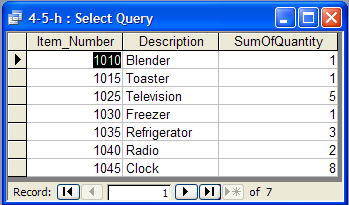 4-5-h : Select Query
Item_Number Description SumOfQuantity
1010 Blender 1
1015 Toaster 1
1025 Television 5
1030 Freezer 1
1035 Refrigerator 3
1040 Radio 2
1045 Clock 8
Record: 1 of 7